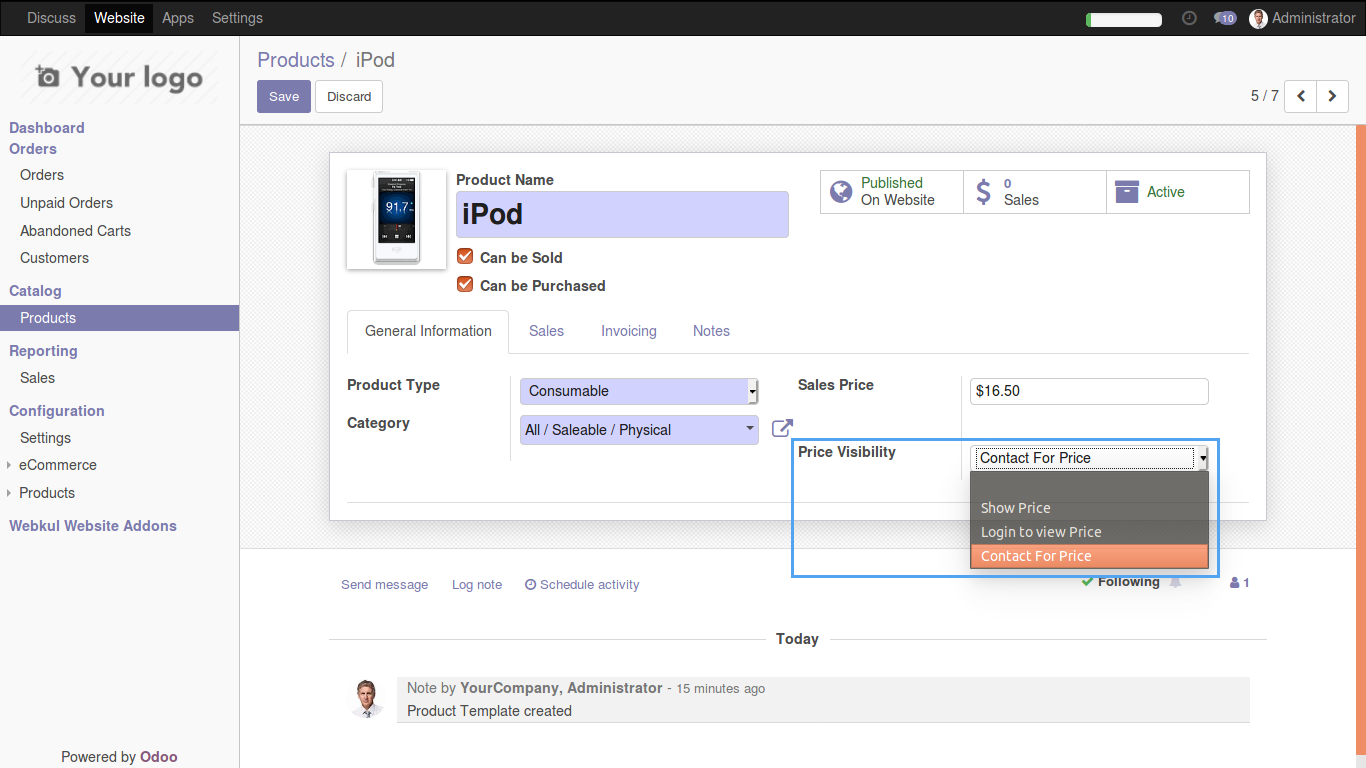 Discuss Website Apps Settings
10 Administrator
Your logo
Dashboard
Orders
Orders
Unpaid Orders
Abandoned Carts
Customers
Catalog
Products
Reporting
Sales
Configuration
Settings
eCommerce
Products
Webkul Website Addons
Powered by Odoo
Products / iPod
Save Discard
5 / 7
91.7
Product Name
iPod
Can be Sold
Can be Purchased
Published
On Website
0
Sales
Active
General Information Sales Invoicing Notes
Product Type Consumable
Category All / Saleable / Physical
Sales Price $16.50
Price Visibility Contact For Price
Show Price
Login to view Price
Contact For Price
Send message Log note Schedule activity
Following 1
Today
Note by YourCompany, Administrator - 15 minutes ago
Product Template created